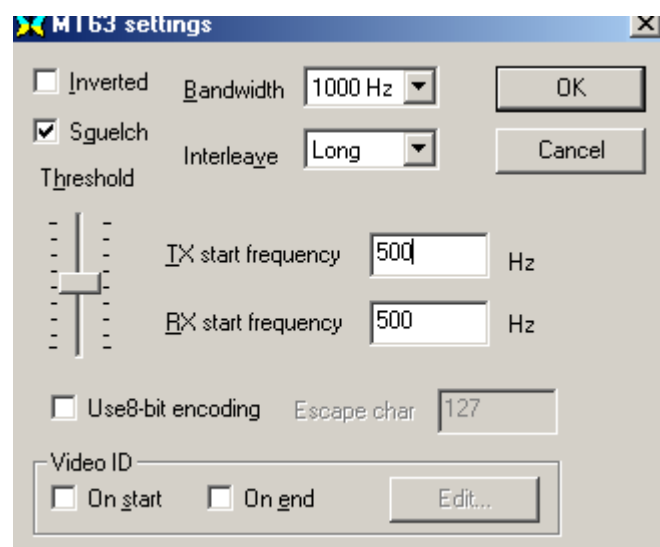 MT63 settings
Inverted
Bandwidth 1000 Hz
OK
Sguelch
Interleave Long
Cancel
Threshold
TX start frequency 500 Hz
RX start frequency 500 Hz
Use8-bit encoding Escape char 127
Video ID
On start On end Edit...